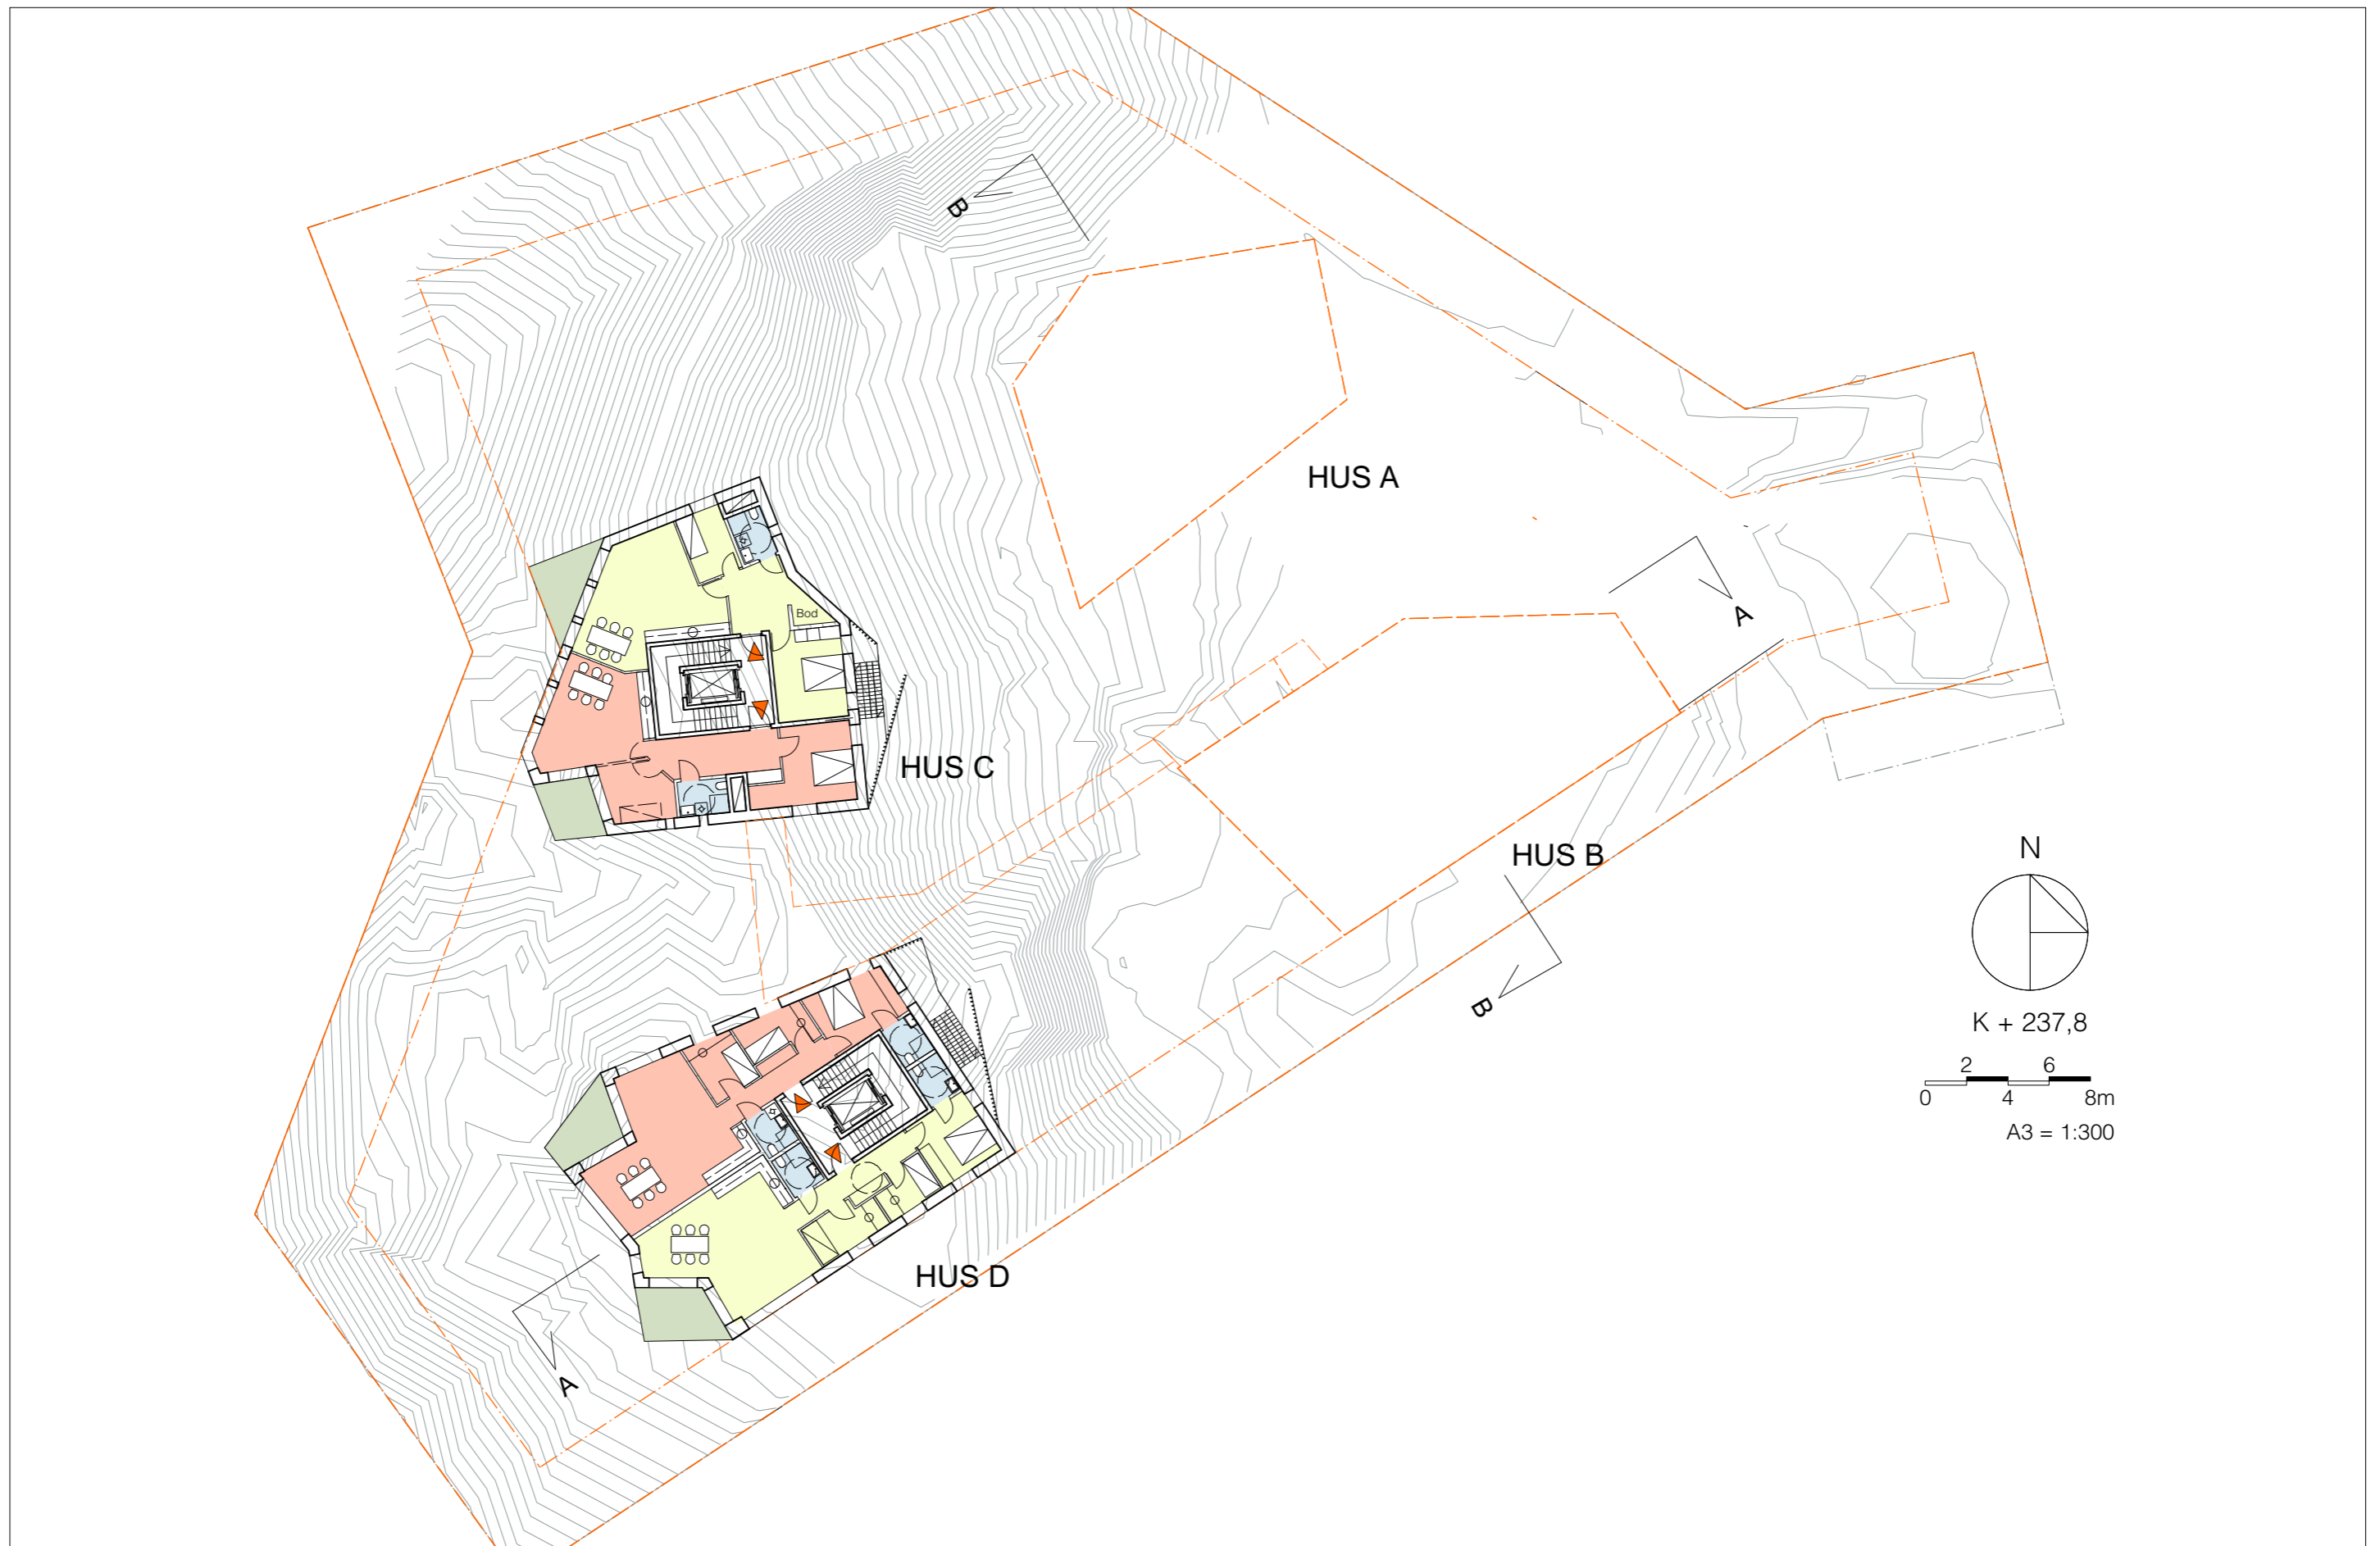 B
HUS A
A
Bod
HUS C
HUS B
B
N
K + 237,8
2 6
0 4 8m
A3 = 1:300
HUS D
A